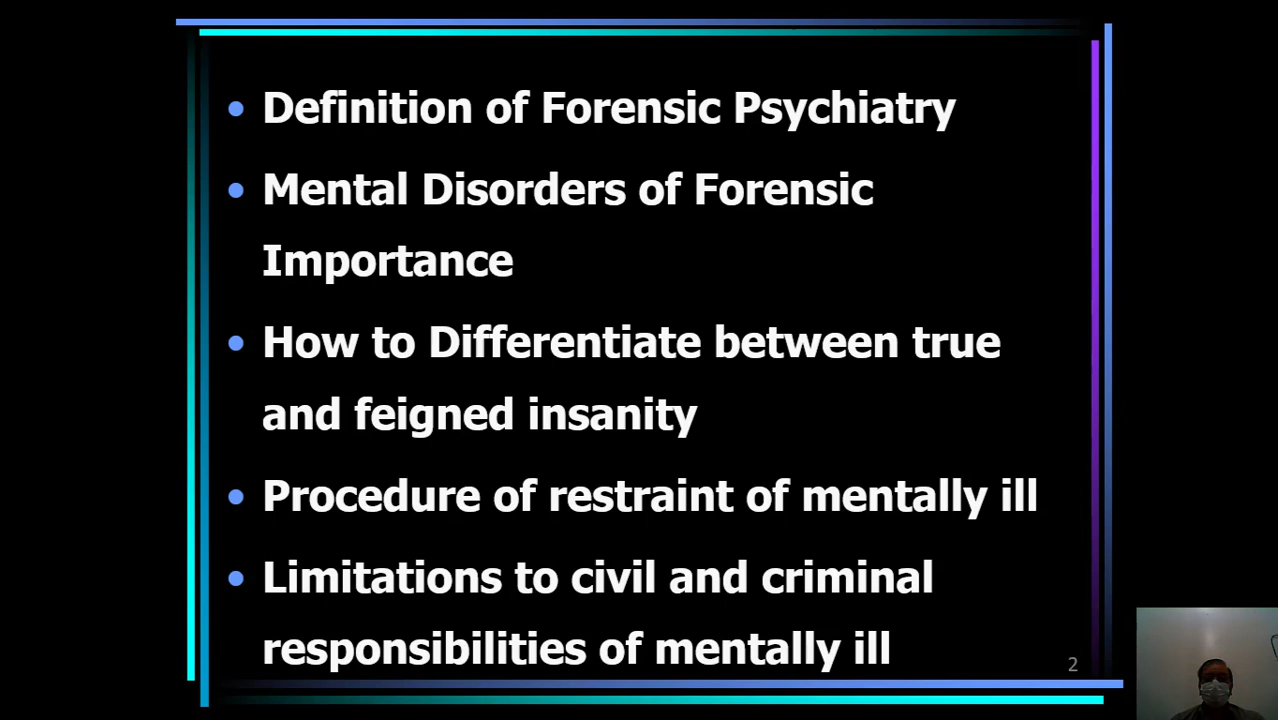 • Definition of Forensic Psychiatry
• Mental Disorders of Forensic
Importance
• How to Differentiate between true
and feigned insanity
• Procedure of restraint of mentally ill
• Limitations to civil and criminal
responsibilities of mentally ill
2